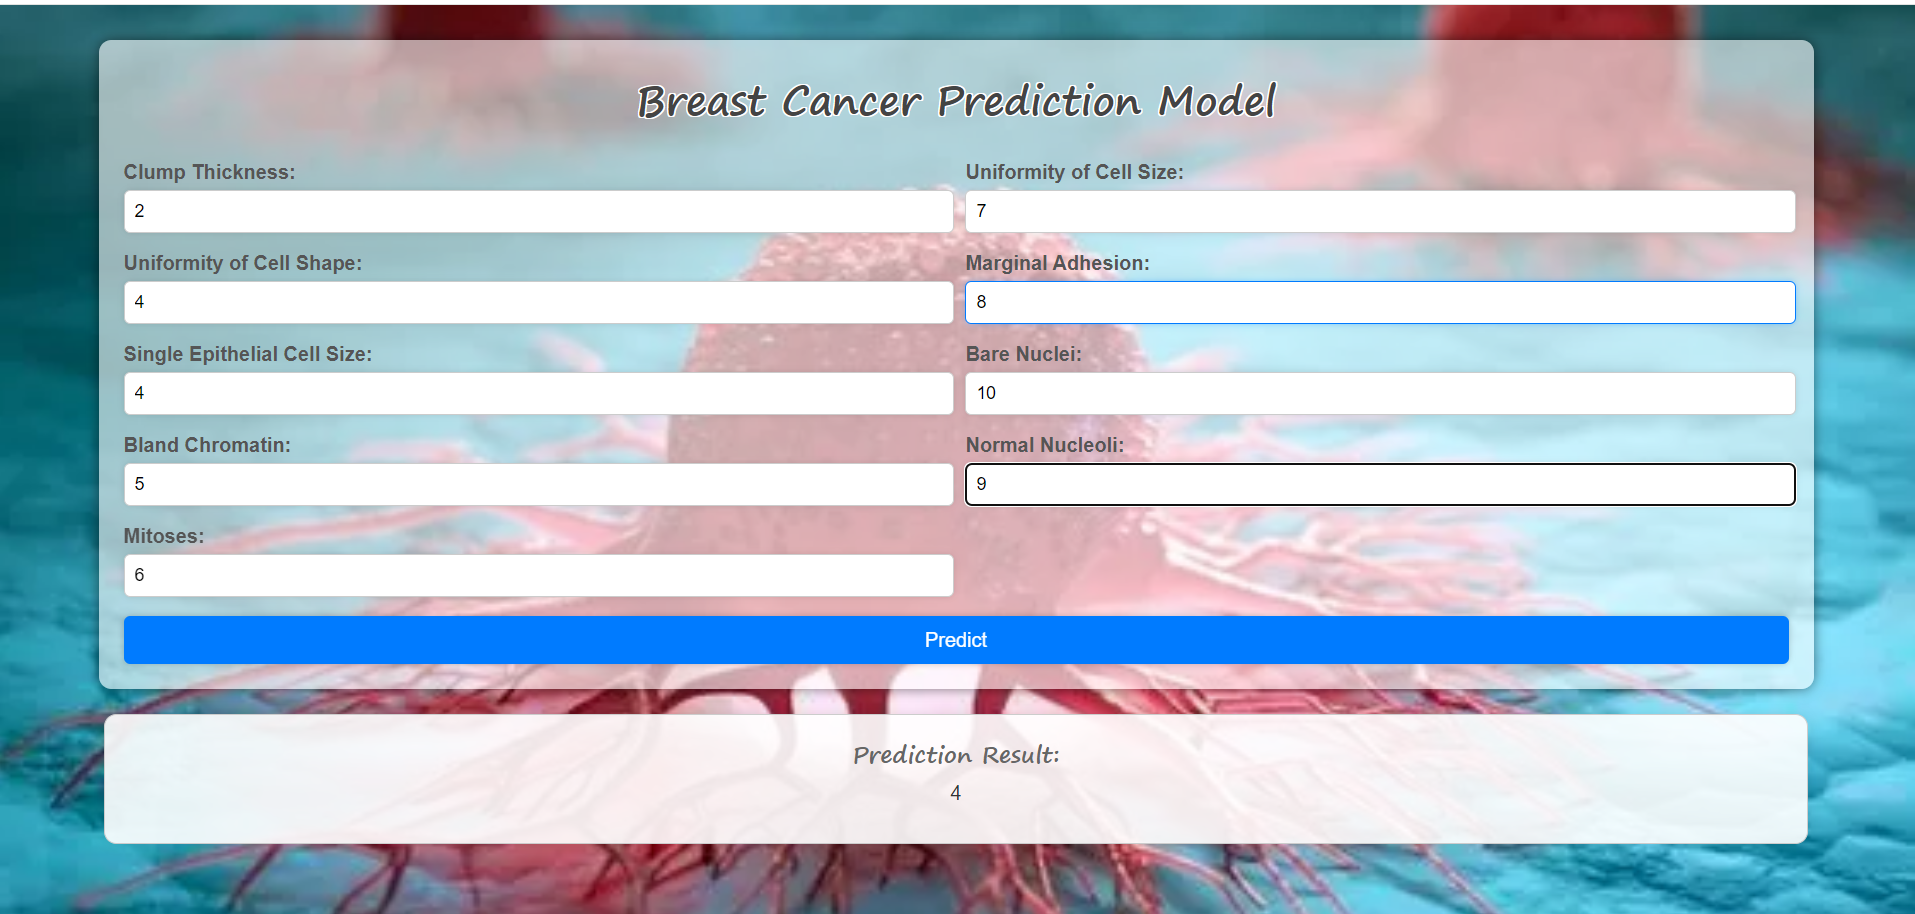 Breast Cancer Prediction Model
Clump Thickness:
2
Uniformity of Cell Size:
7
Uniformity of Cell Shape:
4
Marginal Adhesion:
8
Single Epithelial Cell Size:
4
Bare Nuclei:
10
Bland Chromatin:
5
Normal Nucleoli:
9
Mitoses:
6
Predict
Prediction Result:
4